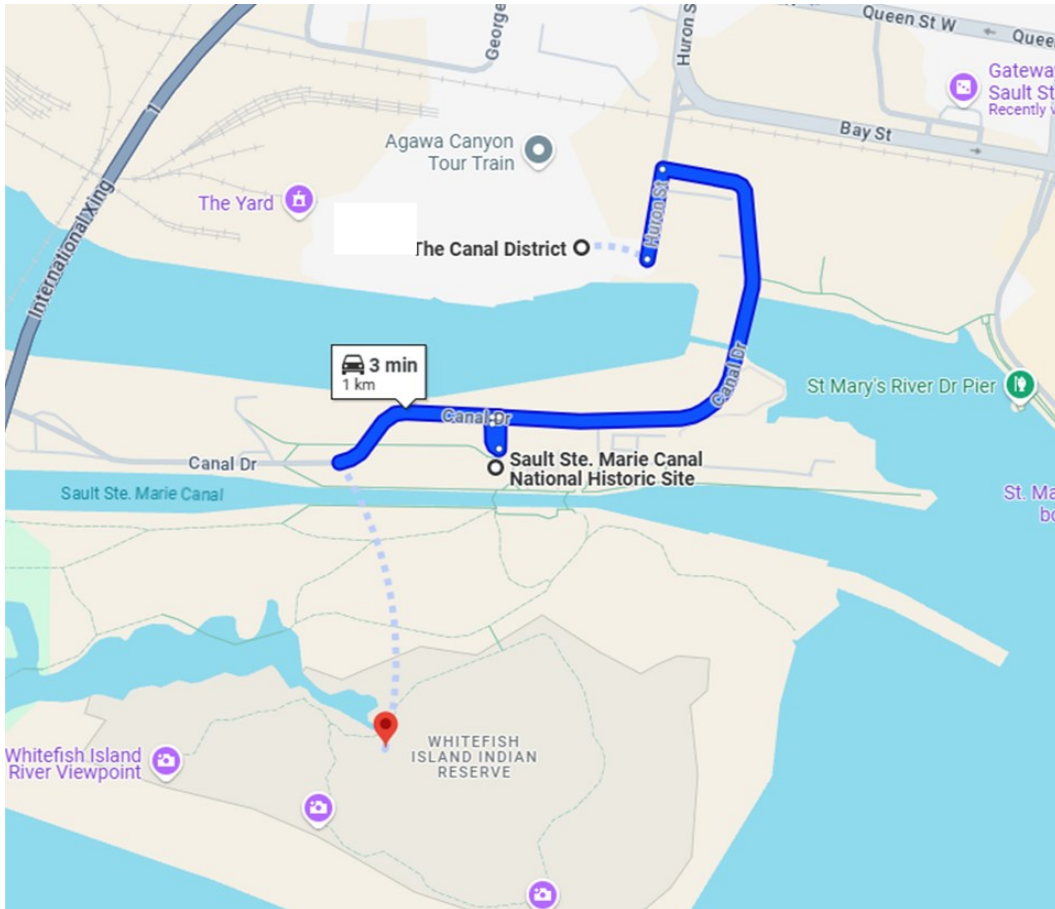 Queen St W
Quee
Huron S
George
Gatewa
Sault St
Recently v
Bay St
Agawa Canyon
Tour Train
International Xing
1
The Yard
Huron St
The Canal District
3 min
1 km
Canal Dr
St Mary's River Dr Pier
Canal Dr
Canal Dr
Sault Ste. Marie Canal
National Historic Site
Sault Ste. Marie Canal
St. Ma
bo
WHITEFISH
ISLAND INDIAN
RESERVE
Whitefish Island
River Viewpoint